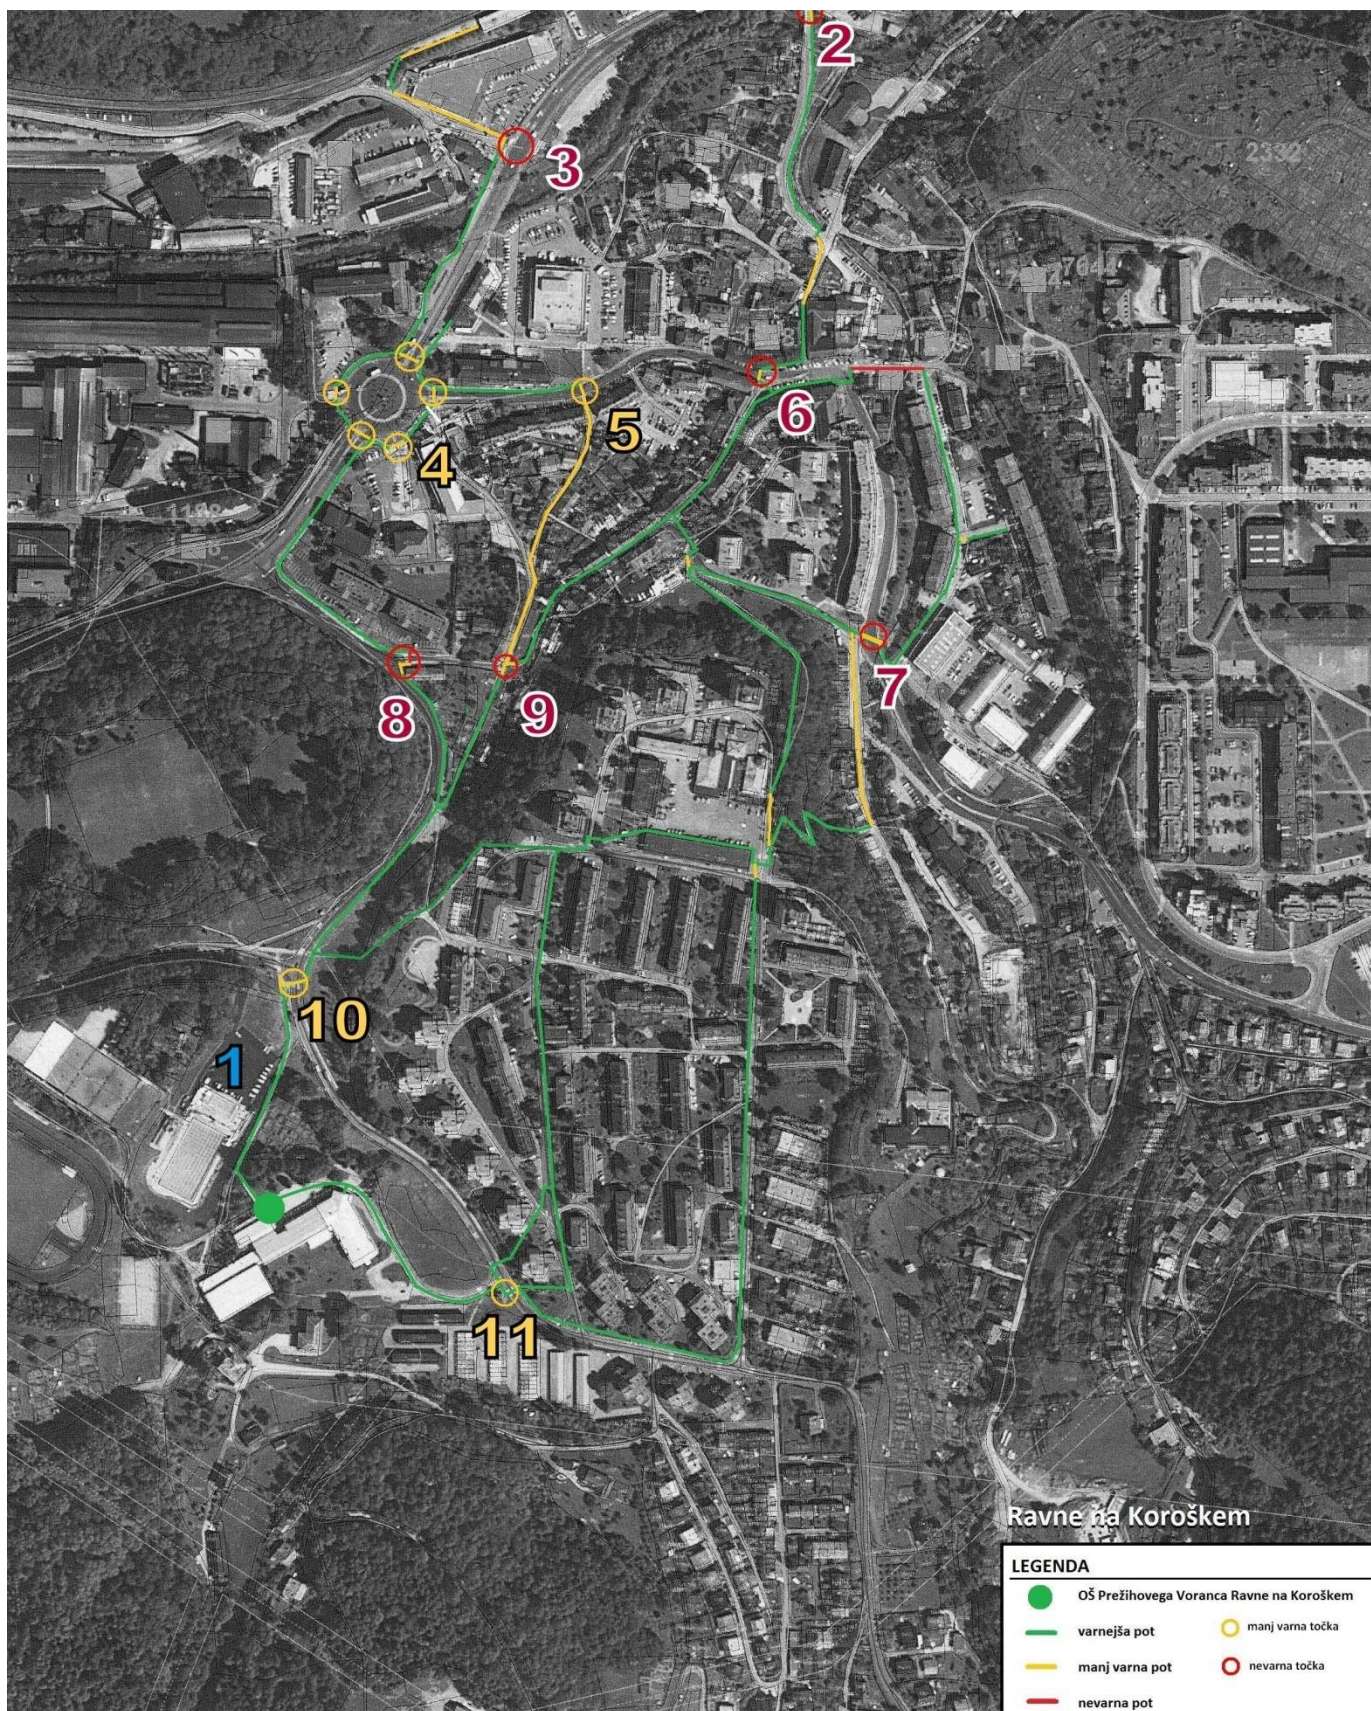 2
3
6
5
4
7
8
9
10
1
11
Ravne na Koroškem
LEGENDA
OŠ Prežihovega Voranca Ravne na Koroškem
varnejša pot
manj varna točka
manj varna pot
nevarna točka
nevarna pot